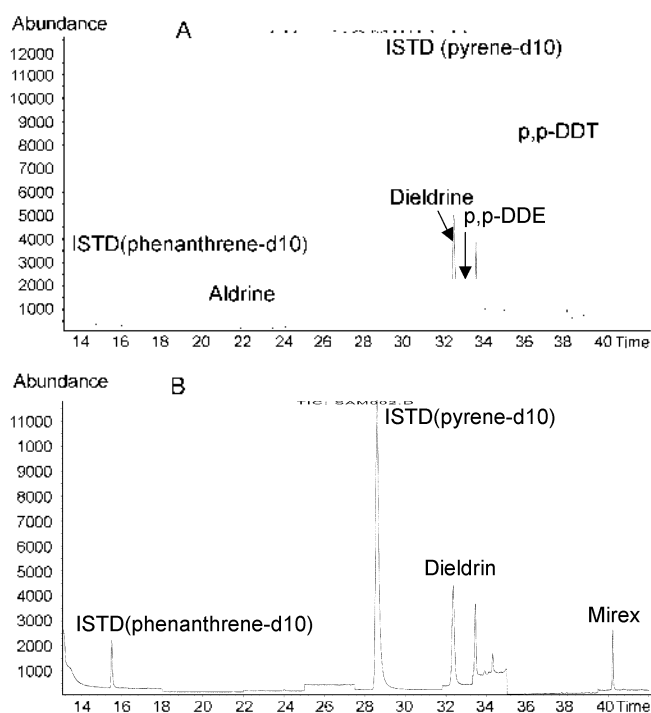 Abundance
A
ISTD (pyrene-d10)
12000
11000
10000
9000
p,p-DDT
8000
7000
6000
Dieldrine
5000
p,p-DDE
4000
ISTD(phenanthrene-d10)
3000
2000
Aldrine
1000
14 16 18 20 22 24 26 28 30 32 34 36 38 40 Time
Abundance
B
TIC: SAM002.D
11000
ISTD(pyrene-d10)
10000
9000
8000
7000
6000
5000
Dieldrin
4000
3000
ISTD(phenanthrene-d10)
Mirex
2000
1000
14 16 18 20 22 24 26 28 30 32 34 36 38 40 Time